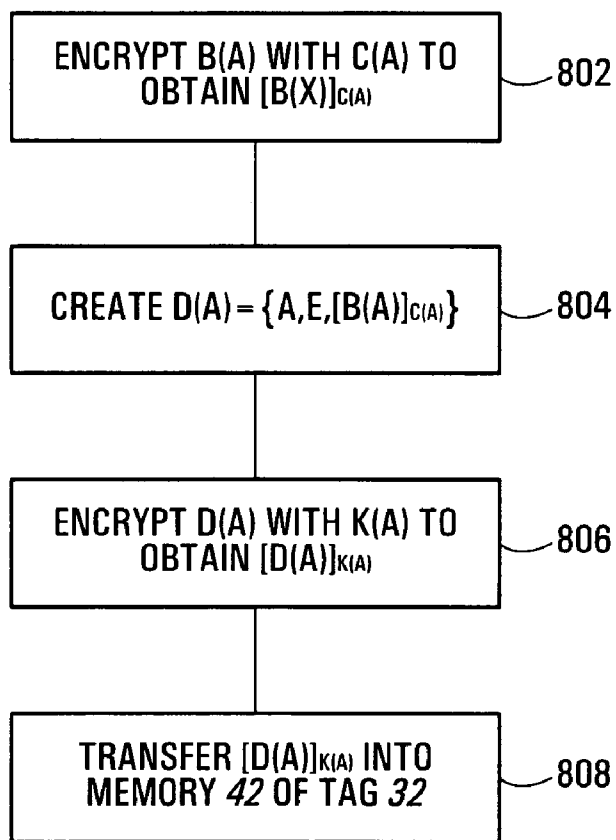 ENCRYPT B(A) WITH C(A) TO
OBTAIN [B(X)]C(A)
802
CREATE D(A) = {A,E,[B(A)]C(A)}
804
ENCRYPT D(A) WITH K(A) TO
OBTAIN [D(A)]K(A)
806
TRANSFER [D(A)]K(A) INTO
MEMORY 42 OF TAG 32
808